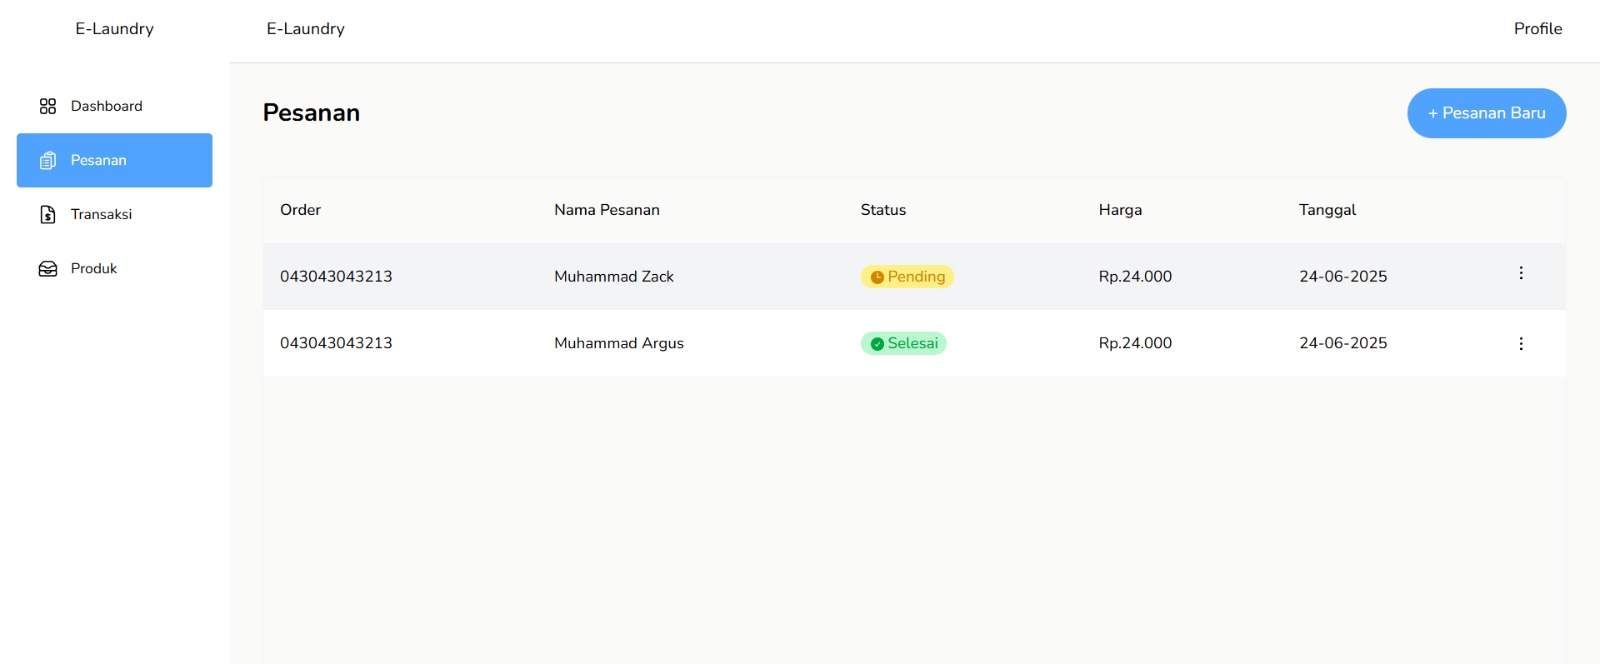 E-Laundry
E-Laundry
Profile
Dashboard
Pesanan
Transaksi
Produk
Pesanan
+ Pesanan Baru
Order Nama Pesanan Status Harga Tanggal
043043043213 Muhammad Zack Pending Rp.24.000 24-06-2025
043043043213 Muhammad Argus Selesai Rp.24.000 24-06-2025